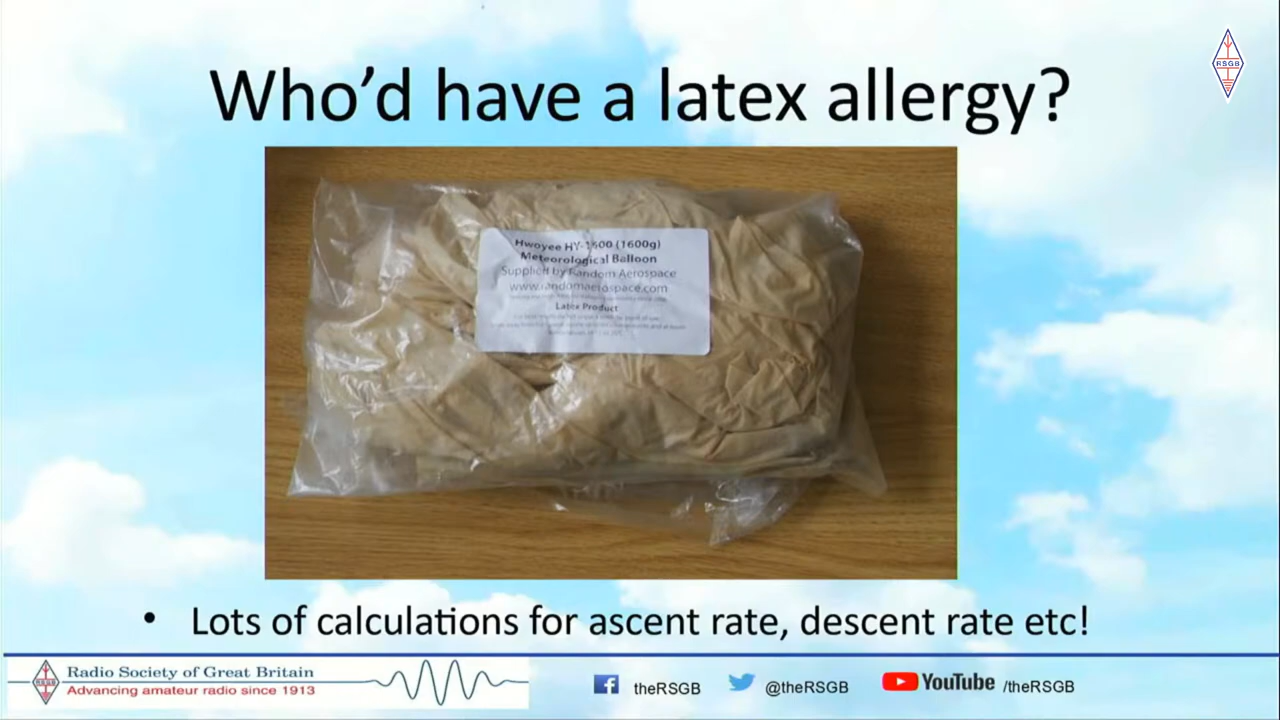 Who'd have a latex allergy?
RSGB
Hwoyee HY-1600 (1600g)
Meteorological Balloon
Supplied by Random Aerospace
www.randomaerospace.com
Latex Product
• Lots of calculations for ascent rate, descent rate etc!
RSGB
Radio Society of Great Britain
Advancing amateur radio since 1913
theRSGB
@theRSGB
YouTube /theRSGB